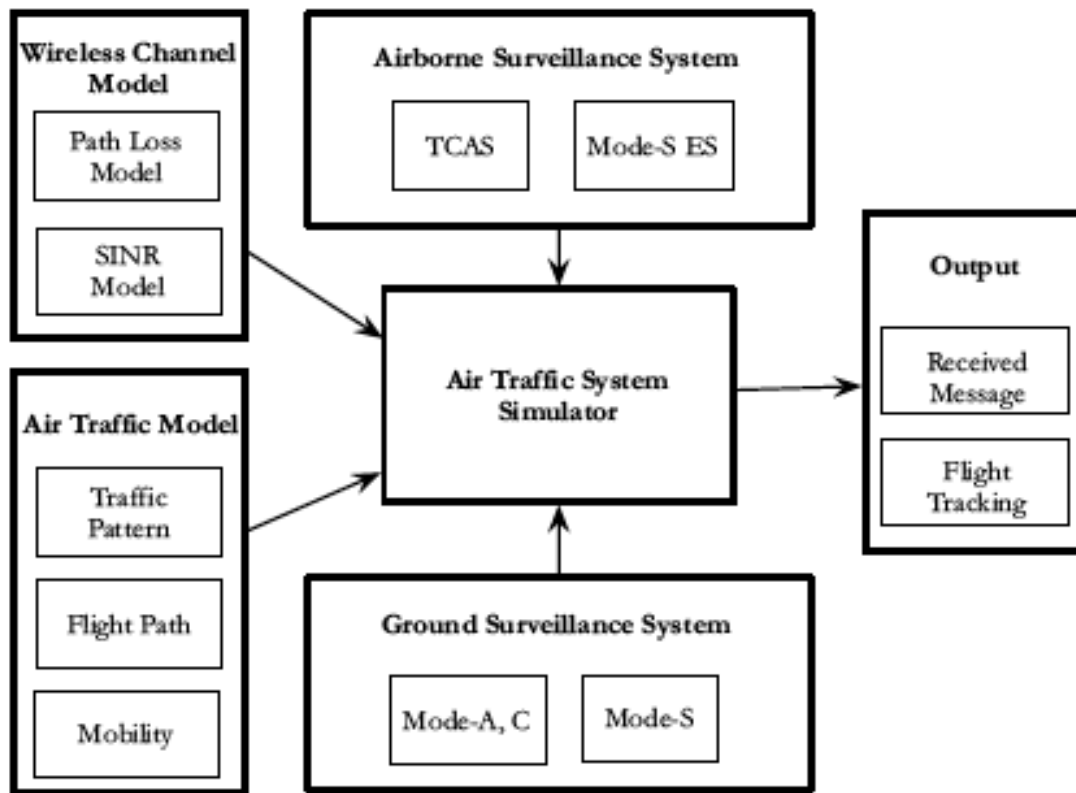 Wireless Channel
Model
Path Loss
Model
SINR
Model
Airborne Surveillance System
TCAS
Mode-S ES
Air Traffic Model
Traffic
Pattern
Flight Path
Mobility
Air Traffic System
Simulator
Ground Surveillance System
Mode-A, C
Mode-S
Output
Received
Message
Flight
Tracking